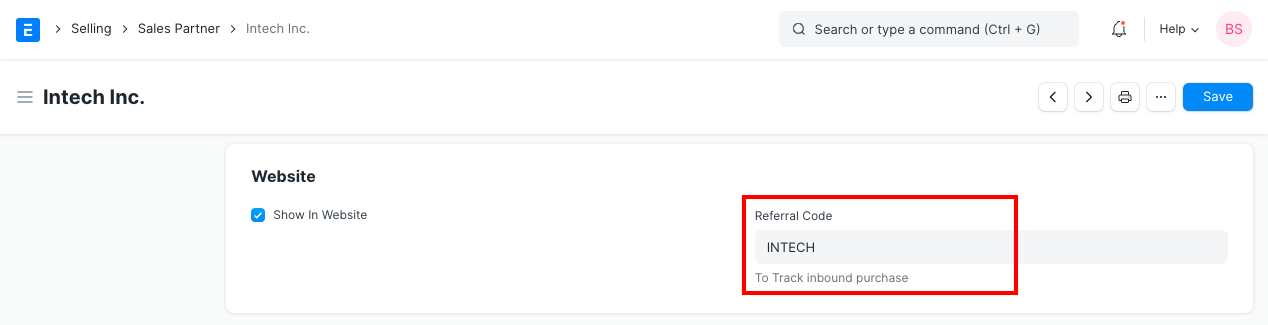 E > Selling > Sales Partner > Intech Inc.
Search or type a command (Ctrl + G)
Help
BS
Intech Inc.
...
Save
Website
Show In Website
Referral Code
INTECH
To Track inbound purchase